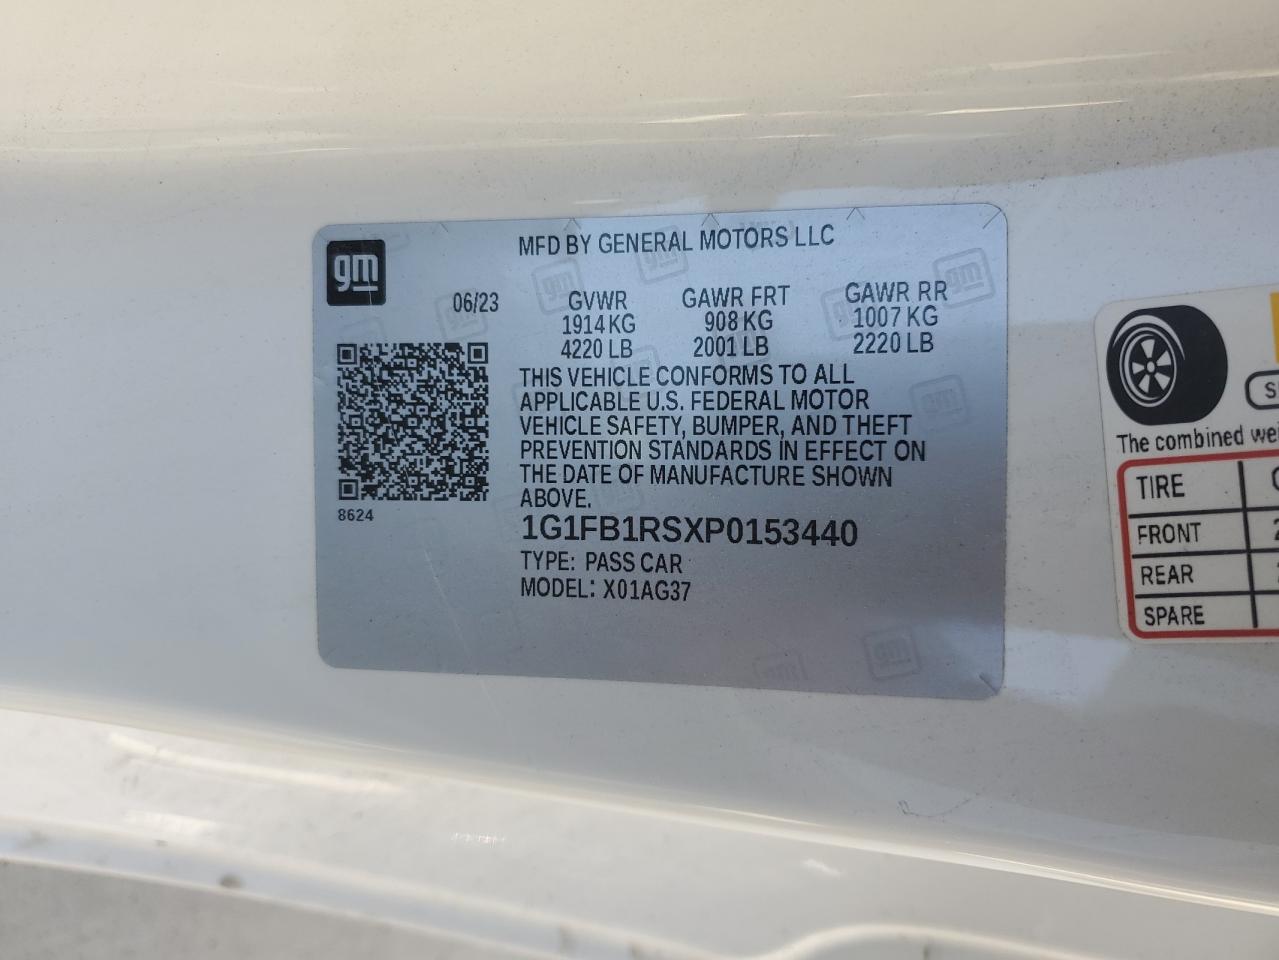 MFD BY GENERAL MOTORS LLC
gm
06/23
GVWR GAWR FRT GAWR RR
1914 KG 908 KG 1007 KG
4220 LB 2001 LB 2220 LB
THIS VEHICLE CONFORMS TO ALL
APPLICABLE U.S. FEDERAL MOTOR
VEHICLE SAFETY, BUMPER, AND THEFT
PREVENTION STANDARDS IN EFFECT ON
THE DATE OF MANUFACTURE SHOWN
ABOVE.
8624
1G1FB1RSXP0153440
TYPE: PASS CAR
MODEL: X01AG37
The combined
TIRE
FRONT
REAR
SPARE